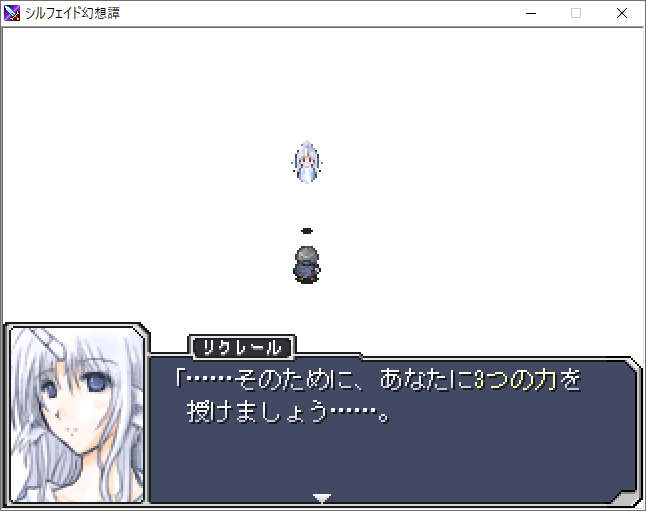 シルフェイド幻想譚
リクレール
「……そのために、あなたに3つの力を
授けましょう……。